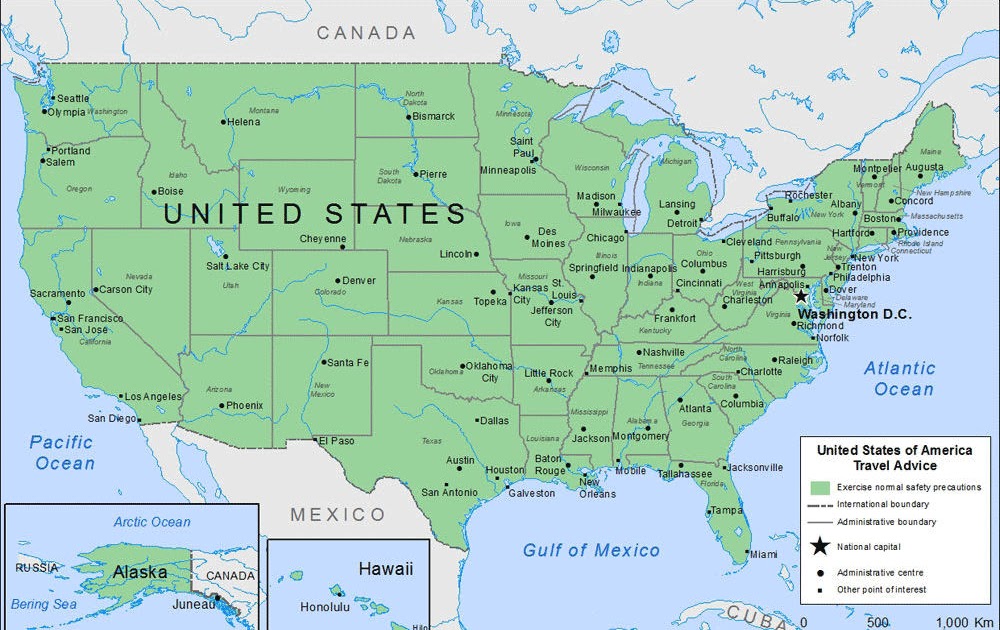 CANADA
Seattle
Olympia
Washington
Portland
Salem
Oregon
Montana
Helena
Idaho
Boise
North
Dakota
Bismarck
South
Dakota
Pierre
Minnesota
Saint
Paul
Minneapolis
Wisconsin
Madison
Milwaukee
Michigan
Lansing
Detroit
Maine
Montpelier
Augusta
Vermont
New Hampshire
Concord
Rochester
Albany
Buffalo
New York
Boston
Massachusetts
Hartford
Providence
Rhode Island
Connecticut
Wyoming
UNITED STATES
Cheyenne
Nebraska
Lincoln
Iowa
Des
Moines
Chicago
Illinois
Springfield
Indianapolis
Indiana
Ohio
Columbus
Cincinnati
Cleveland
Pennsylvania
Pittsburgh
Harrisburg
New
Jersey
New York
Trenton
Philadelphia
Annapolis
Dover
Delaware
Maryland
West
Virginia
Charleston
Washington D.C.
Virginia
Richmond
Norfolk
Salt Lake City
Utah
Nevada
Carson City
Sacramento
San Francisco
San Jose
California
Denver
Colorado
Kansas
Topeka
Kansas
City
Missouri
St.
Louis
Jefferson
City
Frankfort
Kentucky
Nashville
Tennessee
Memphis
North
Carolina
Raleigh
Charlotte
South
Carolina
Columbia
Los Angeles
San Diego
Arizona
Phoenix
Santa Fe
New
Mexico
El Paso
Oklahoma
Oklahoma
City
Little Rock
Arkansas
Mississippi
Jackson
Alabama
Montgomery
Atlanta
Georgia
Dallas
Texas
Austin
San Antonio
Houston
Galveston
Louisiana
Baton
Rouge
New
Orleans
Mobile
Tallahassee
Jacksonville
Florida
Tampa
Miami
Pacific
Ocean
Atlantic
Ocean
MEXICO
Gulf of Mexico
CUBA
Arctic Ocean
RUSSIA
Alaska
CANADA
Bering Sea
Juneau
Hawaii
Honolulu
Hilo
United States of America
Travel Advice
Exercise normal safety precautions
International boundary
Administrative boundary
National capital
Administrative centre
Other point of interest
0 500 1,000 Km